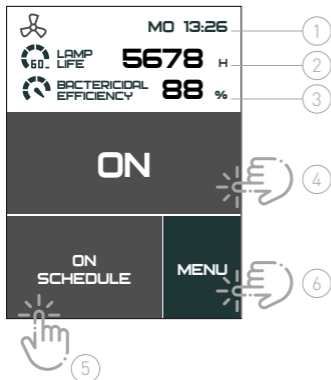 MO 13:26 1
60 LAMP LIFE 5678 H 2
BACTERICIDAL EFFICIENCY 88 % 3
ON 4
ON SCHEDULE
MENU 6
5